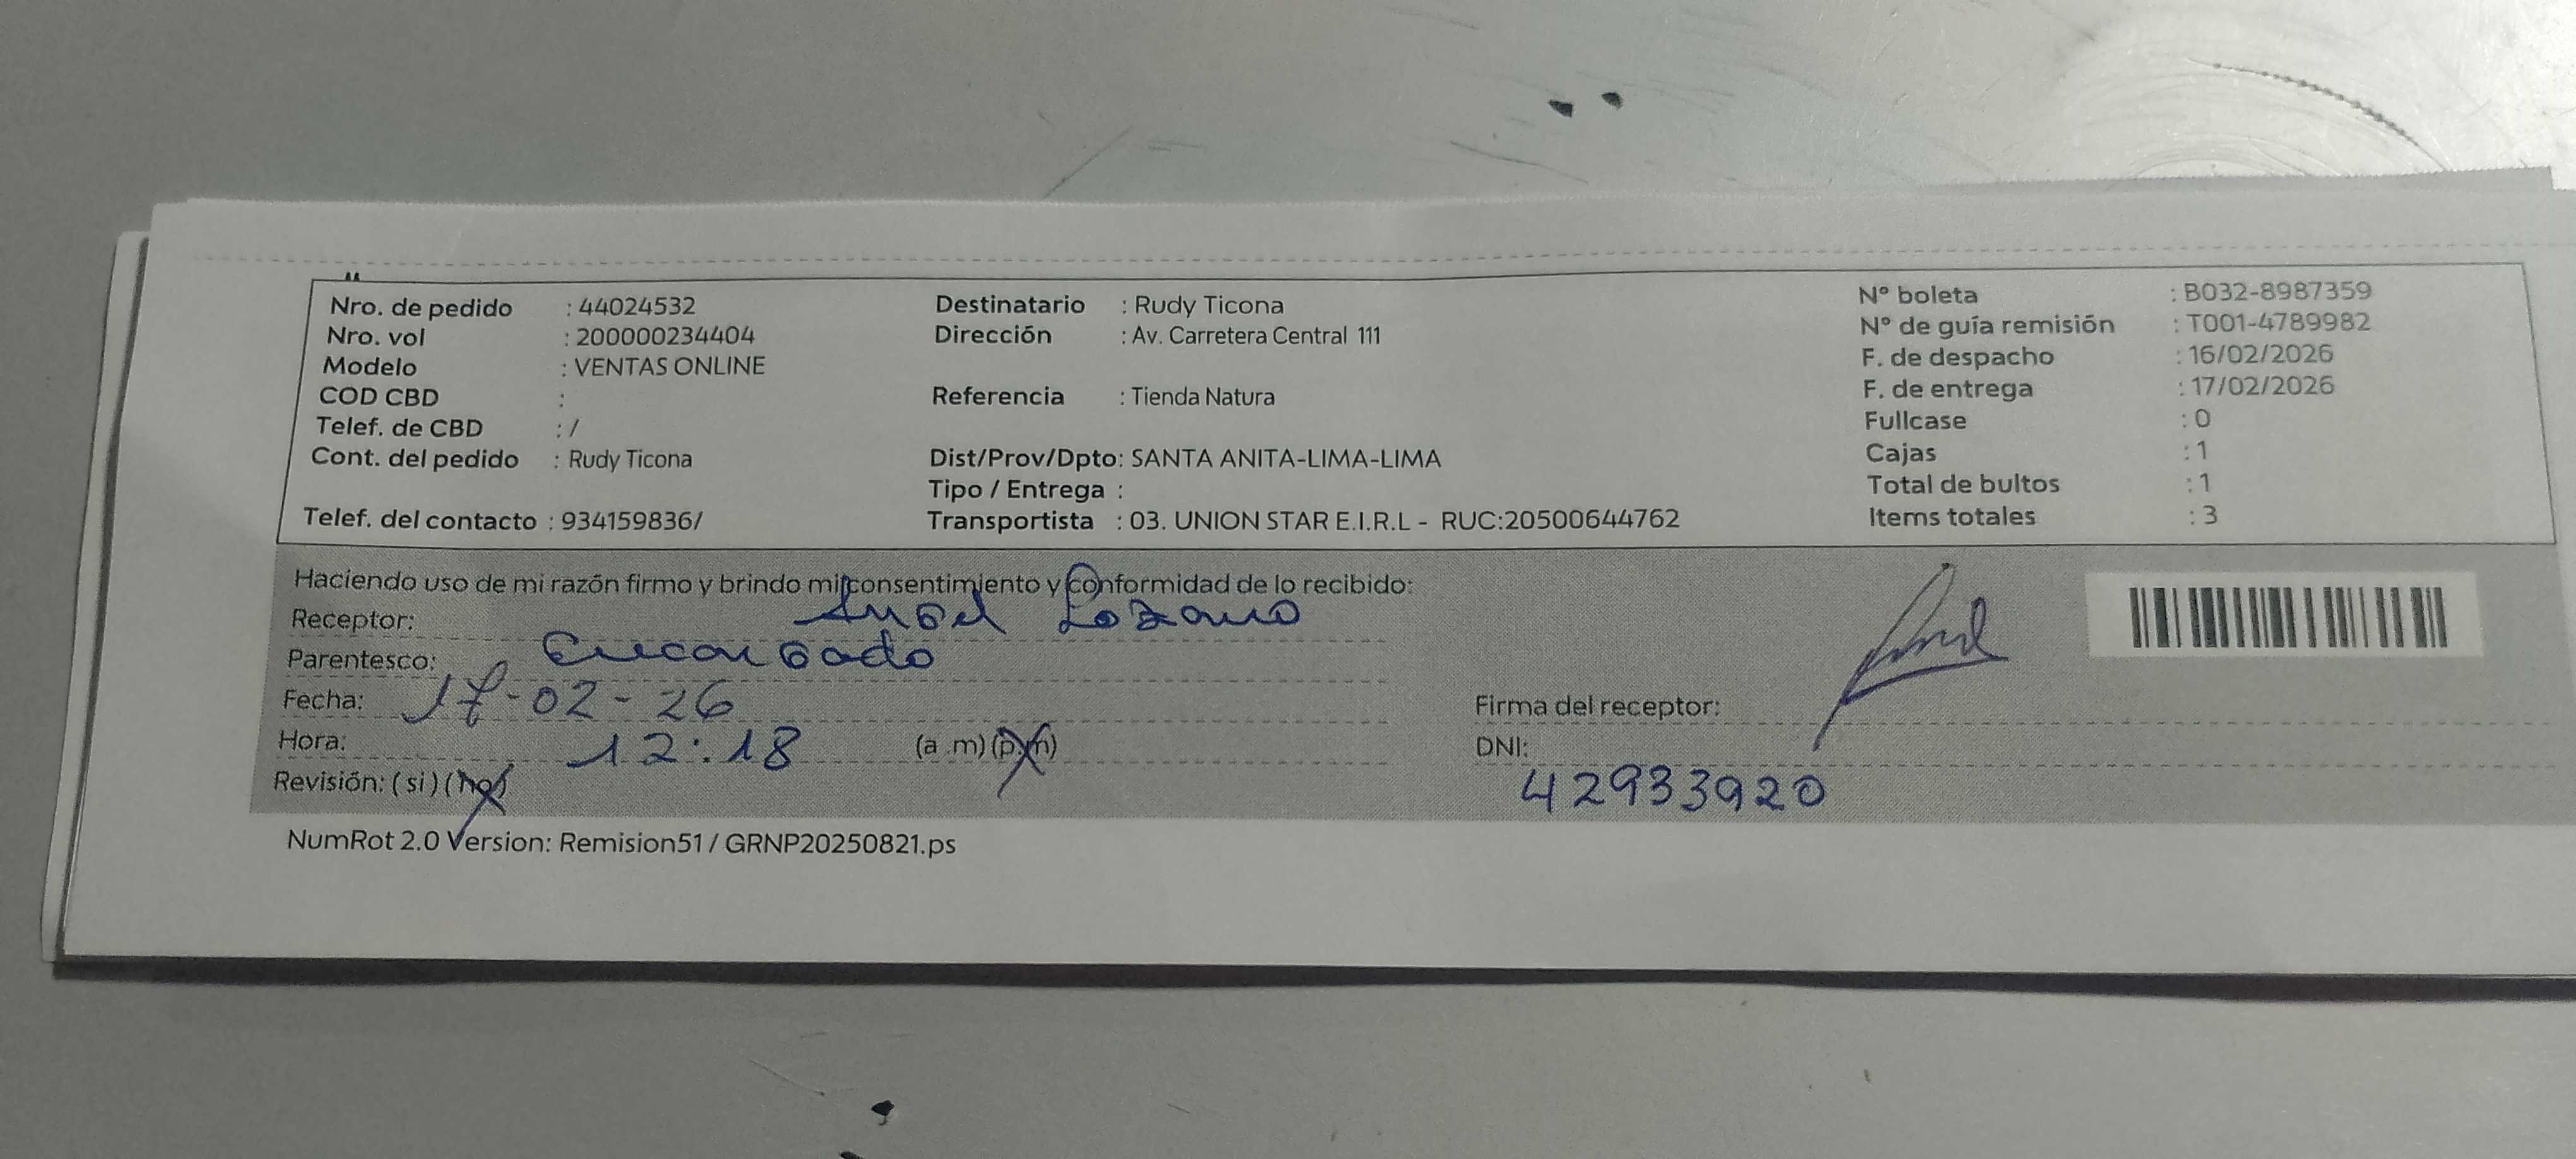 Nro. de pedido : 44024532
Nro. vol : 200000234404
Modelo : VENTAS ONLINE
COD CBD :
Telef. de CBD : /
Cont. del pedido : Rudy Ticona
Telef. del contacto : 934159836/
Destinatario : Rudy Ticona
Dirección : Av. Carretera Central 111
Referencia : Tienda Natura
Dist/Prov/Dpto: SANTA ANITA-LIMA-LIMA
Tipo / Entrega :
Transportista : 03. UNION STAR E.I.R.L - RUC:20500644762
N° boleta : B032-8987359
N° de guía remisión : T001-4789982
F. de despacho : 16/02/2026
F. de entrega : 17/02/2026
Fullcase : 0
Cajas : 1
Total de bultos : 1
Items totales : 3
Haciendo uso de mi razón firmo y brindo mi consentimiento y conformidad de lo recibido:
Receptor: Angel Lozano
Parentesco: Encargado
Fecha: 17-02-26
Hora: 12:18 (a .m) (p.m)
Revisión: ( si ) ( no )
Firma del receptor:
DNI:
42933920
NumRot 2.0 Version: Remision51 / GRNP20250821.ps